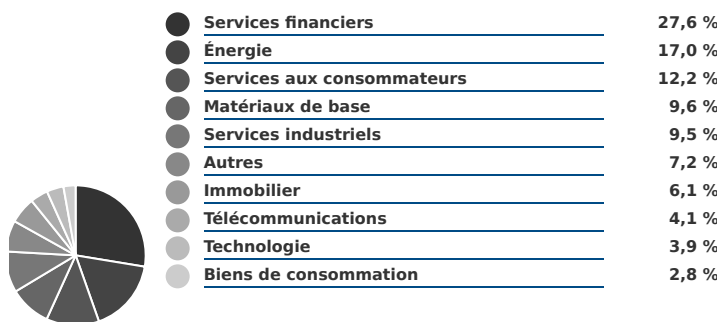 Services financiers 27,6 %
Énergie 17,0 %
Services aux consommateurs 12,2 %
Matériaux de base 9,6 %
Services industriels 9,5 %
Autres 7,2 %
Immobilier 6,1 %
Télécommunications 4,1 %
Technologie 3,9 %
Biens de consommation 2,8 %